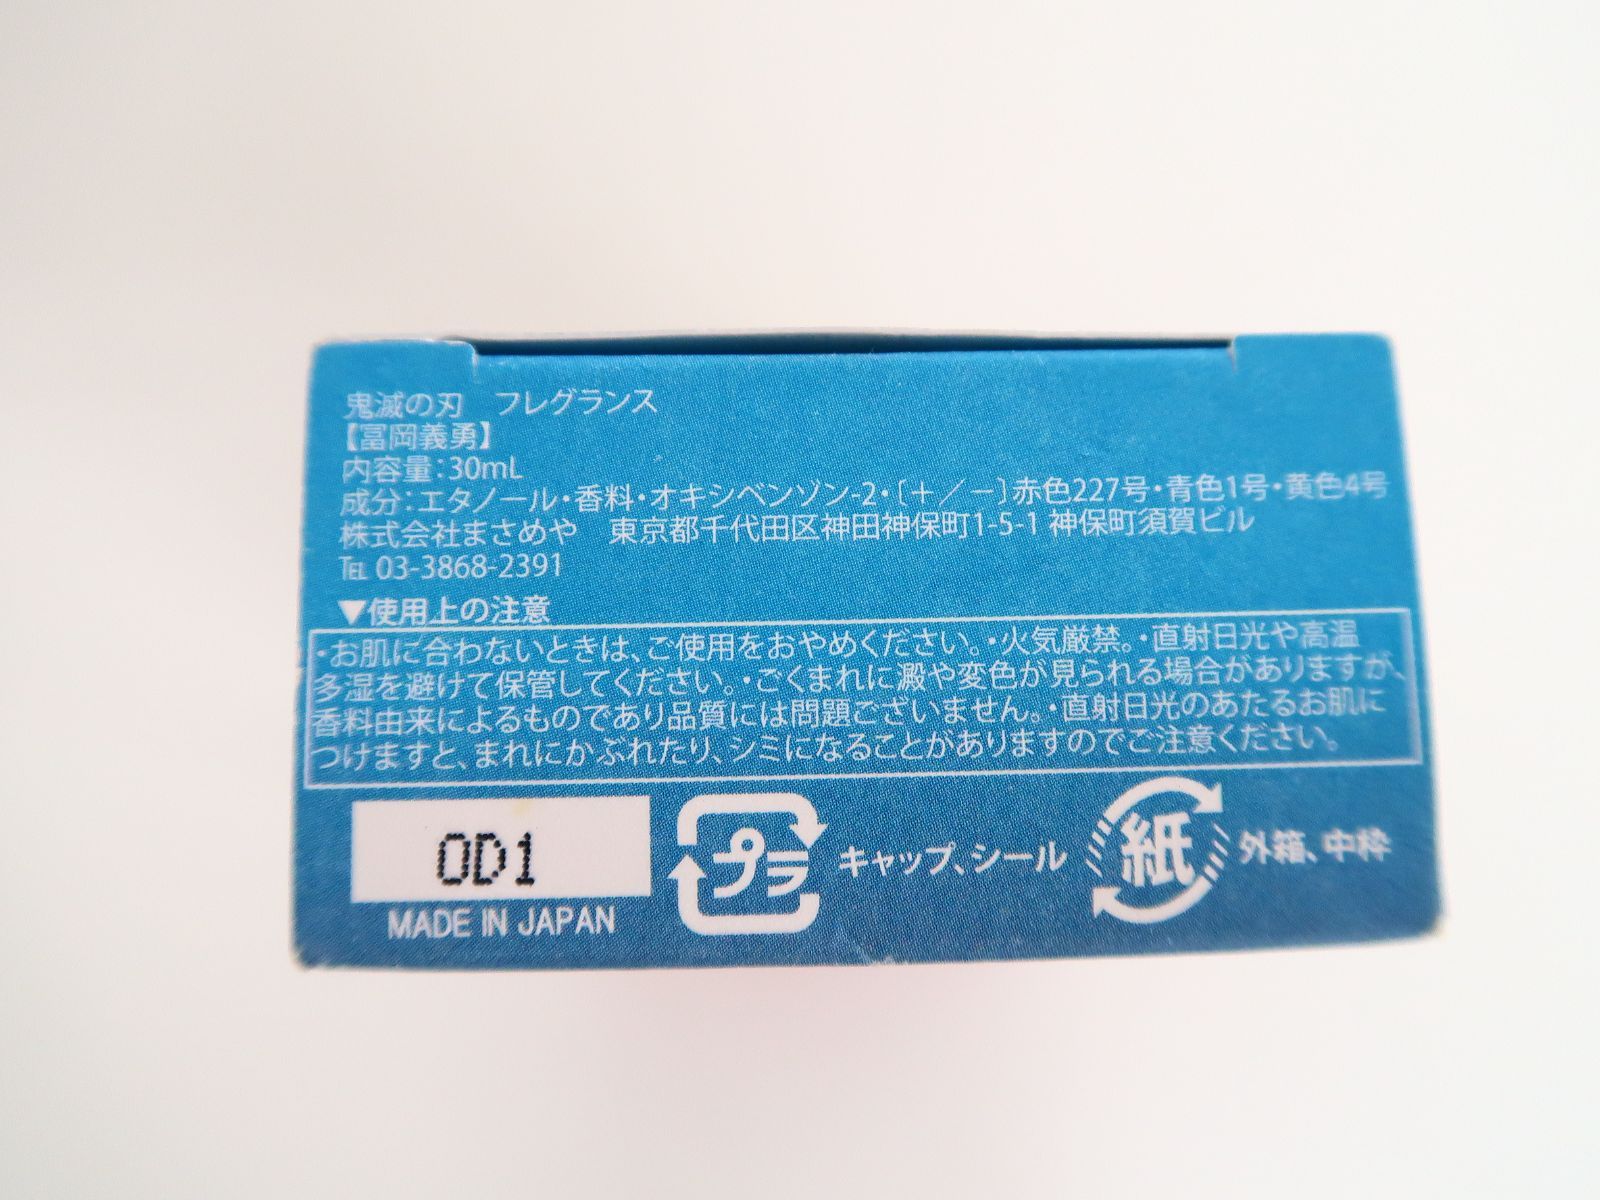 鬼滅の刃　フレグランス
【冨岡義勇】
内容量：30mL
成分：エタノール・香料・オキシベンゾン-2・〔＋／－〕赤色227号・青色1号・黄色4号
株式会社まさめや　東京都千代田区神田神保町1-5-1 神保町須賀ビル
℡ 03-3868-2391
▼使用上の注意
・お肌に合わないときは、ご使用をおやめください。・火気厳禁。・直射日光や高温
多湿を避けて保管してください。・ごくまれに澱や変色が見られる場合がありますが、
香料由来によるものであり品質には問題ございません。・直射日光のあたるお肌に
つけますと、まれにかぶれたり、シミになることがありますのでご注意ください。
0D1
MADE IN JAPAN
プラ
キャップ、シール
紙
外箱、中枠